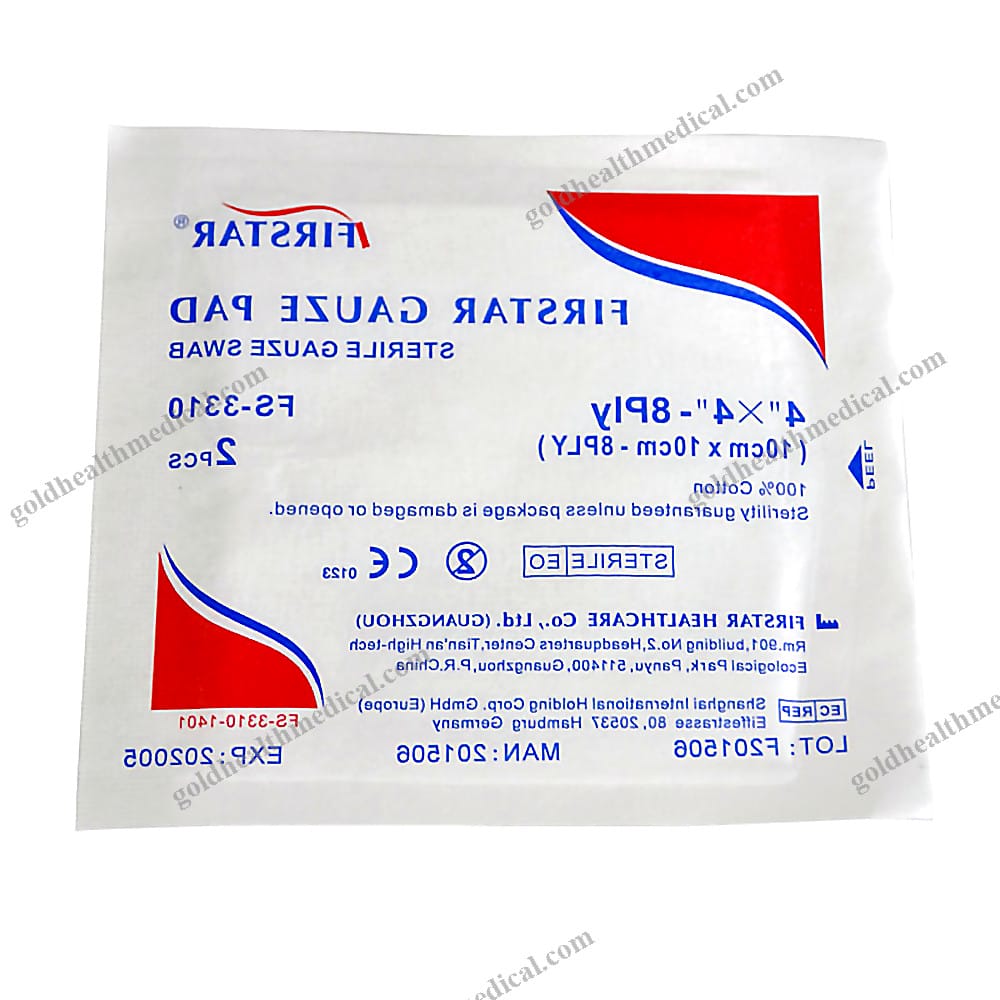 FIRSTAR®
FIRSTAR GAUZE PAD
STERILE GAUZE SWAB
4"×4"-8Ply FS-3310
(10cm x 10cm - 8PLY) 2PCS
100% Cotton
Sterility guaranteed unless package is damaged or opened.
PEEL
STERILE EO 2 CE 0123
FIRSTAR HEALTHCARE Co., Ltd. (GUANGZHOU)
Rm.901,building No.2,Headquarters Center,Tian'an High-tech
Ecological Park, Panyu, 511400, Guangzhou, P.R.China
EC REP Shanghai International Holding Corp. GmbH (Europe)
Eiffestrasse 80, 20537 Hamburg Germany
FS-3310-1401
LOT: F201506 MAN:201506 EXP:202005
goldhealthmedical.com
goldhealthmedical.com
goldhealthmedical.com
goldhealthmedical.com
goldhealthmedical.com
goldhealthmedical.com